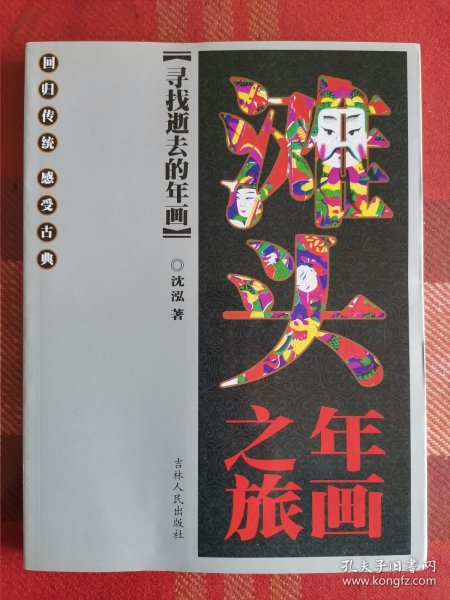 回归传统 感受古典
【寻找逝去的年画】
◎沈泓 著
吉林人民出版社
滩头
年画
之旅
孔夫子旧书网
www.kongfz.com